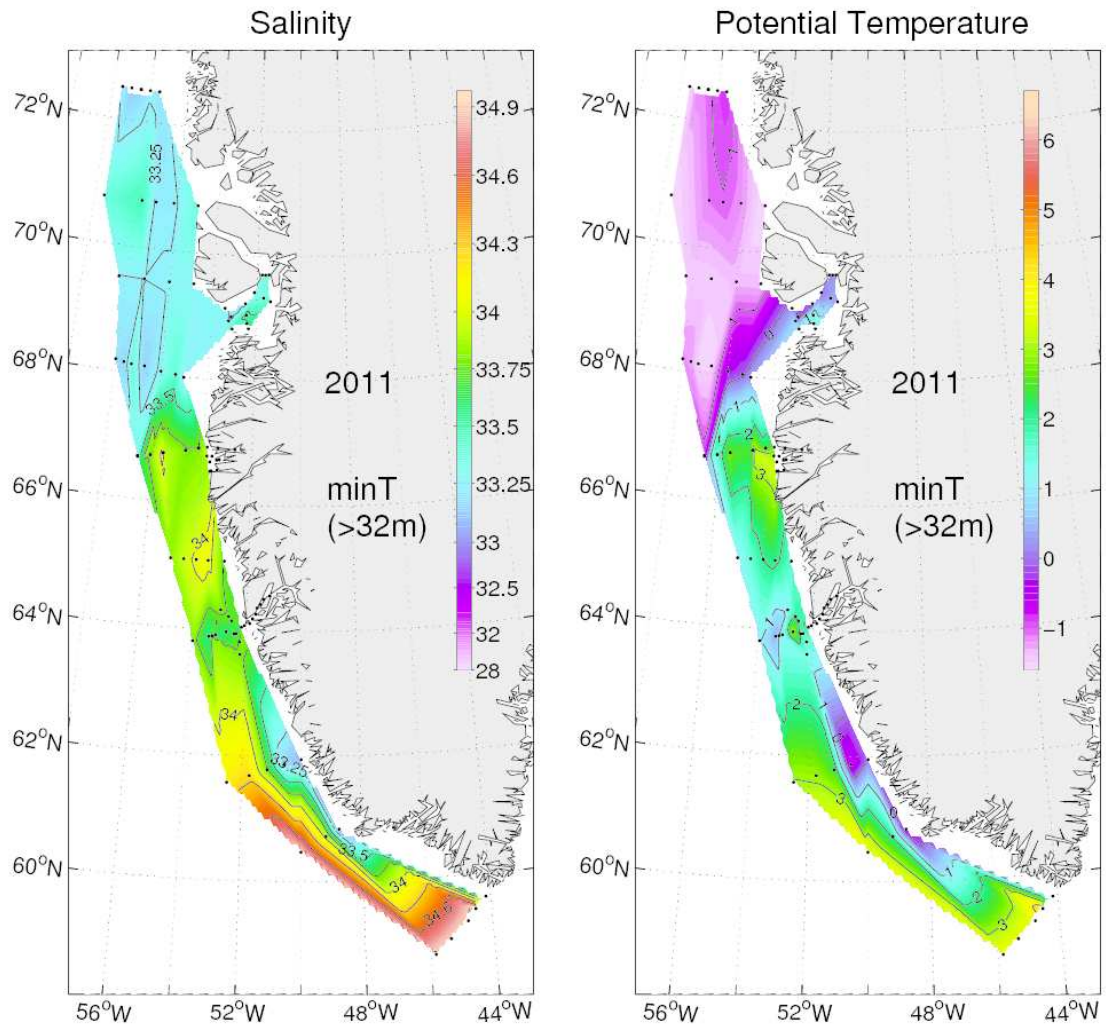 Salinity
Potential Temperature
72°N
70°N
68°N
66°N
64°N
62°N
60°N
56°W
52°W
48°W
44°W
34.9
34.6
34.3
34
33.75
33.5
33.25
33
32.5
32
28
2011
minT
(>32m)
33.25
33.5
34
34
33.25
33.5
34
34.6
72°N
70°N
68°N
66°N
64°N
62°N
60°N
56°W
52°W
48°W
44°W
6
5
4
3
2
1
0
−1
2011
minT
(>32m)
0
1
2
3
1
2
1
3
0
1
2
3